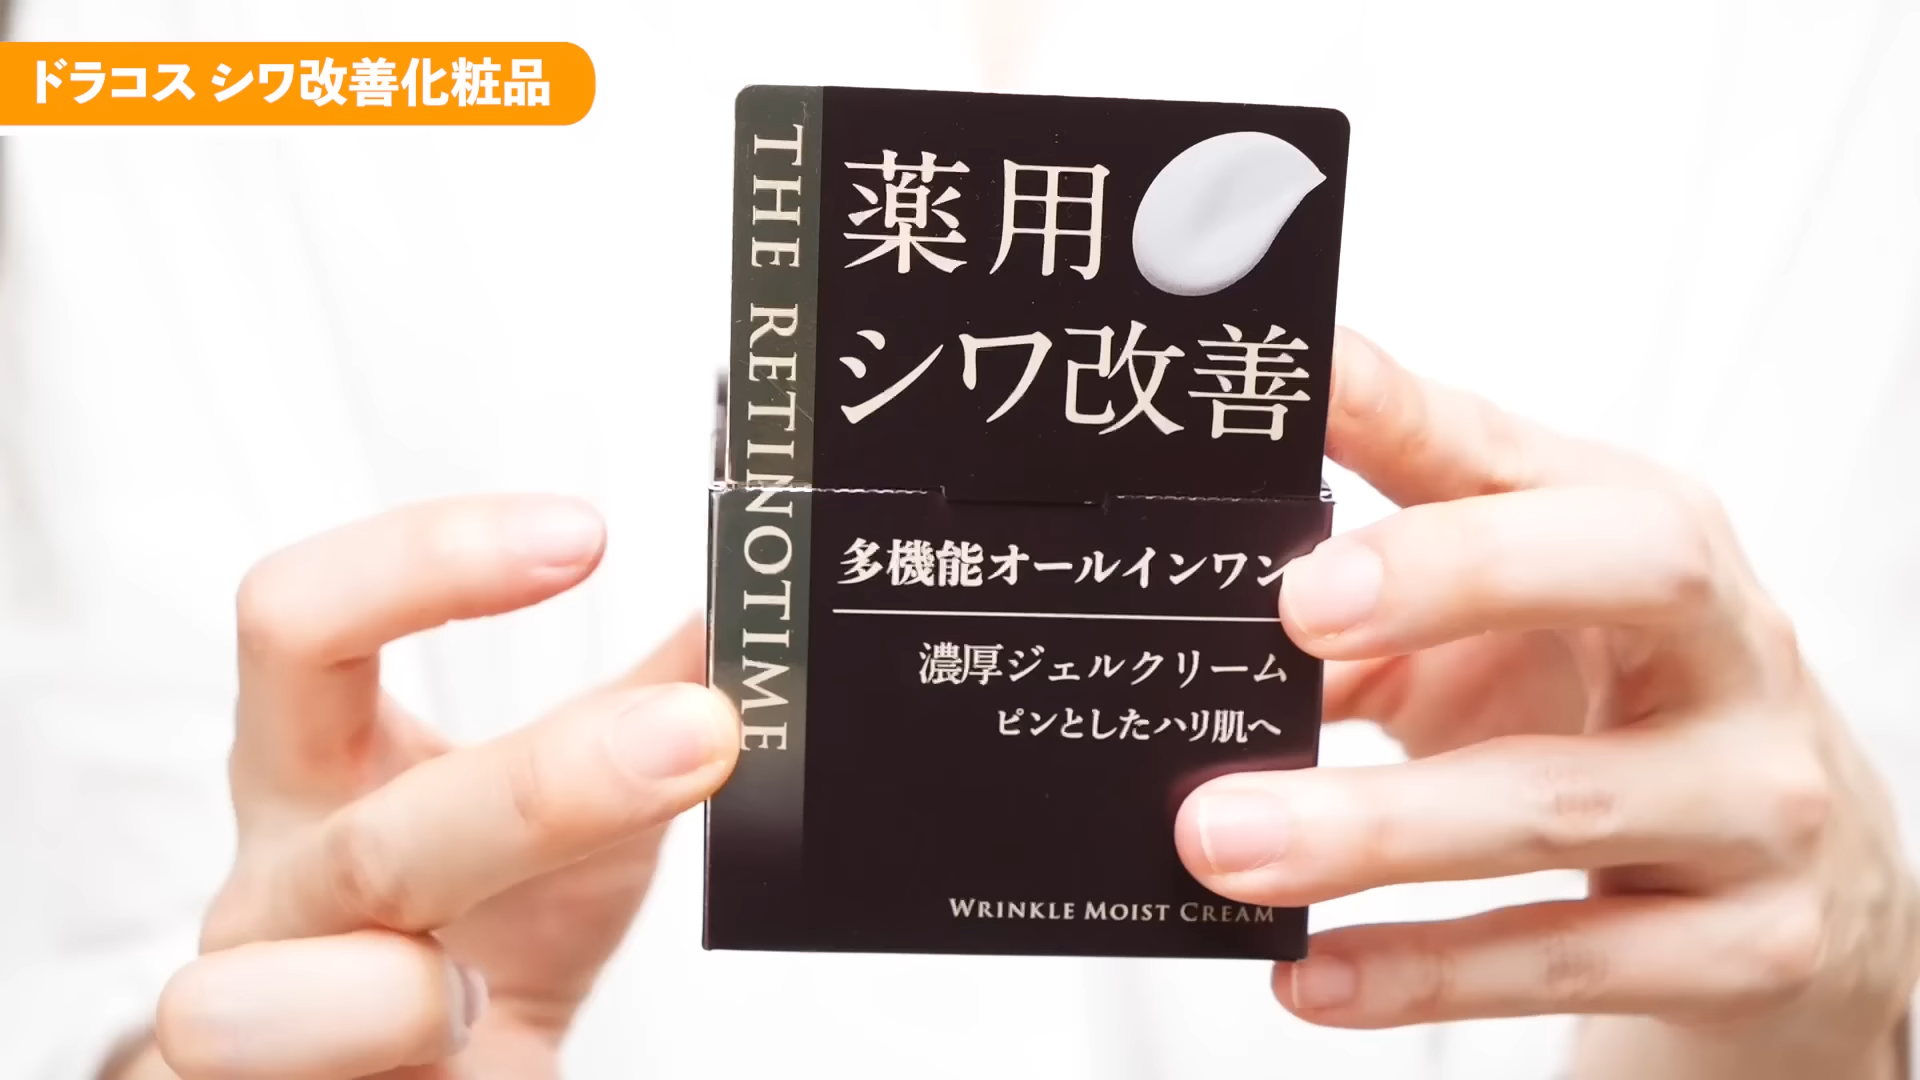 ドラコス シワ改善化粧品
THE RETINOTIME
薬用
シワ改善
多機能オールインワン
濃厚ジェルクリーム
ピンとしたハリ肌へ
WRINKLE MOIST CREAM